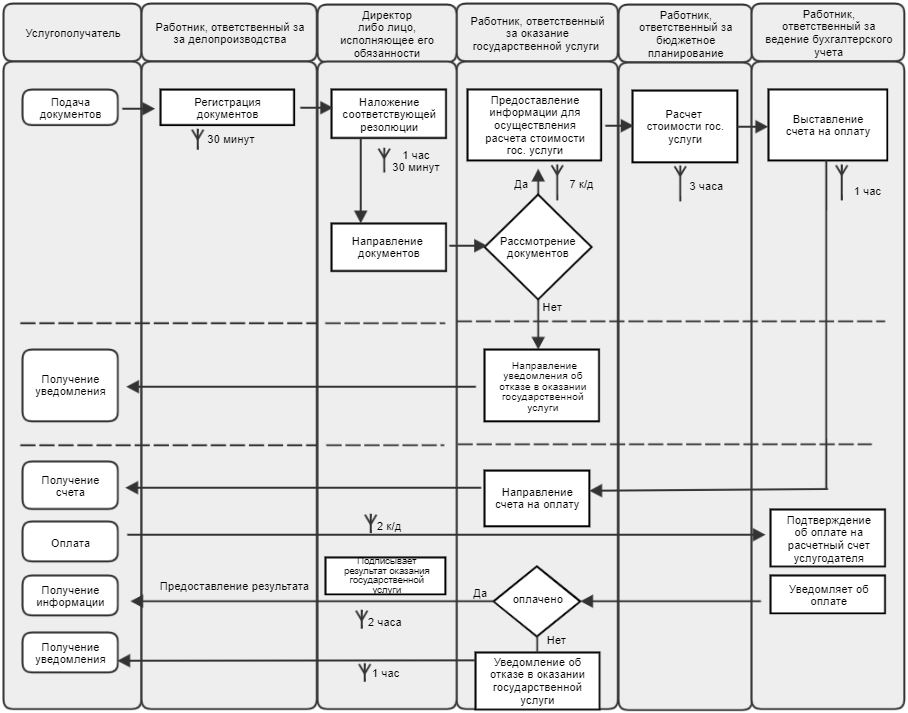 Услугополучатель
Работник, ответственный за
за делопроизводства
Директор
либо лицо,
исполняющее его
обязанности
Работник, ответственный
за оказание
государственной услуги
Работник,
ответственный за
бюджетное
планирование
Работник,
ответственный за
ведение бухгалтерского
учета
Подача
документов
Регистрация
документов
30 минут
Наложение
соответствующей
резолюции
1 час
30 минут
Предоставление
информации для
осуществления
расчета стоимости
гос. услуги
Да
7 к/д
Расчет
стоимости гос.
услуги
3 часа
Выставление
счета на оплату
1 час
Направление
документов
Рассмотрение
документов
Нет
Получение
уведомления
Направление
уведомления об
отказе в оказании
государственной
услуги
Получение
счета
Направление
счета на оплату
Оплата
2 к/д
Подтверждение
об оплате на
расчетный счет
услугодателя
Получение
информации
Предоставление результата
Подписывает
результат оказания
государственной
услуги
2 часа
Да
оплачено
Уведомляет об
оплате
Нет
Получение
уведомления
1 час
Уведомление об
отказе в оказании
государственной
услуги